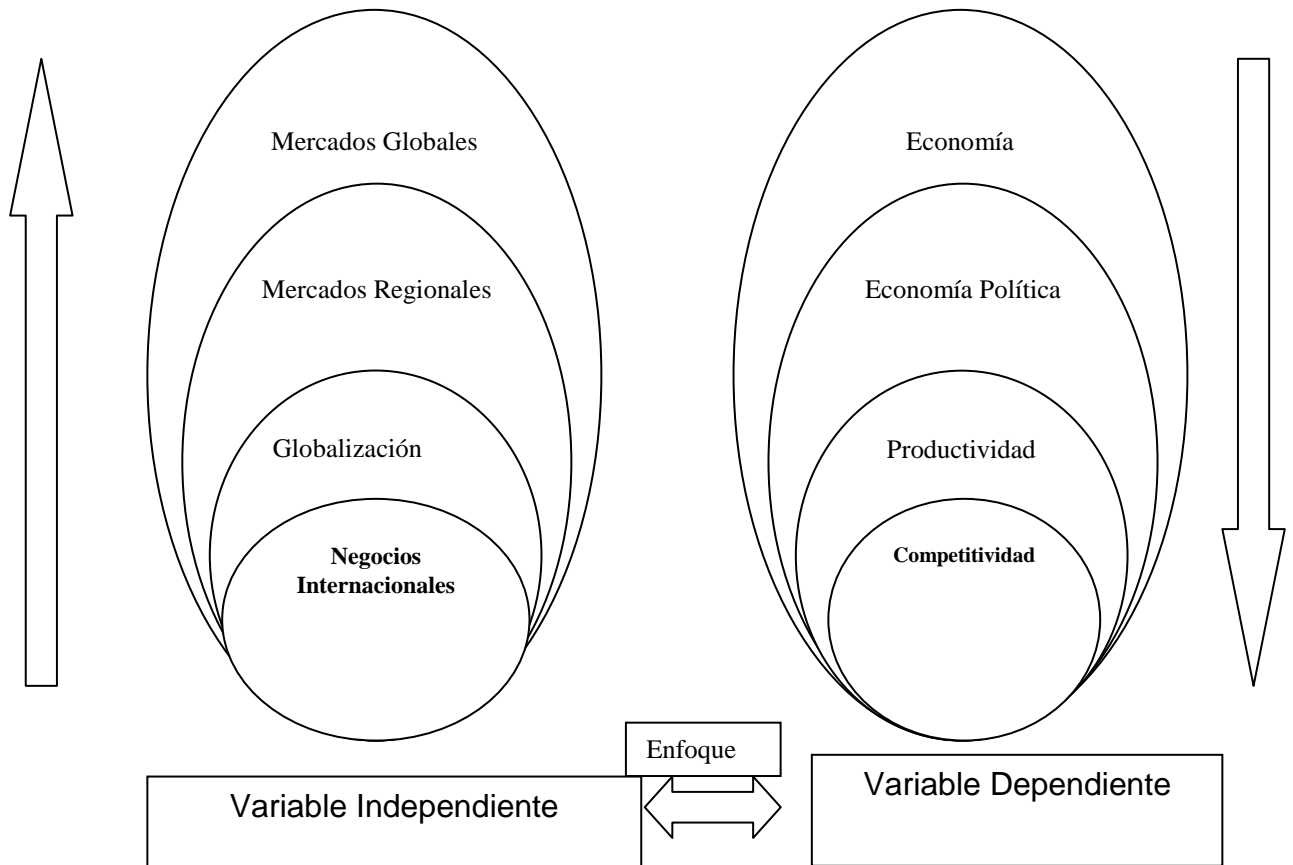 Mercados Globales
Economía
Mercados Regionales
Economía Política
Globalización
Productividad
Negocios
Internacionales
Competitividad
Enfoque
Variable Independiente
Variable Dependiente